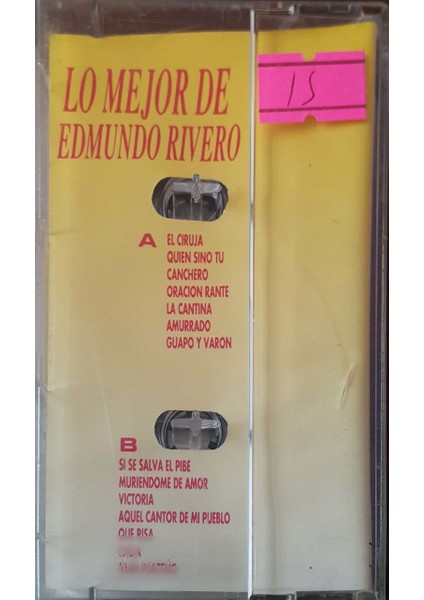 LO MEJOR DE
EDMUNDO RIVERO
15
A
EL CIRUJA
QUIEN SINO TU
CANCHERO
ORACION RANTE
LA CANTINA
AMURRADO
GUAPO Y VARON
B
SI SE SALVA EL PIBE
MURIENDOME DE AMOR
VICTORIA
AQUEL CANTOR DE MI PUEBLO
QUE RISA